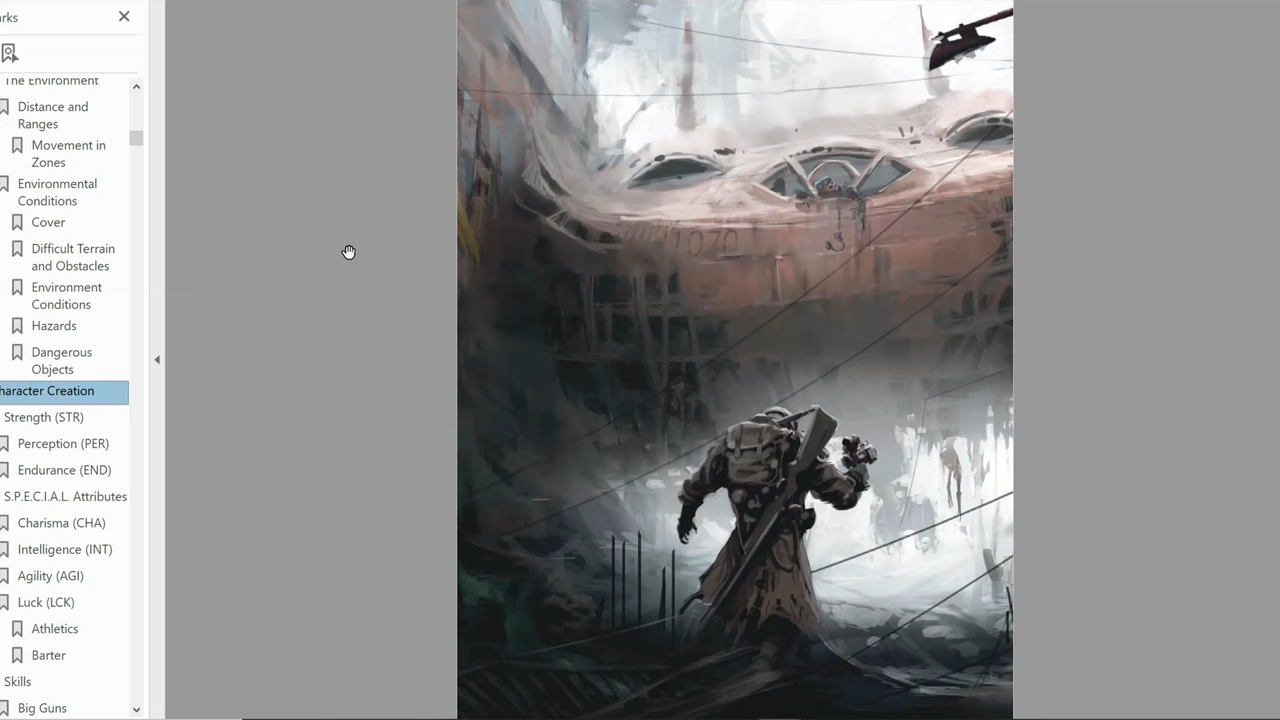 arks
The Environment
Distance and
Ranges
Movement in
Zones
Environmental
Conditions
Cover
Difficult Terrain
and Obstacles
Environment
Conditions
Hazards
Dangerous
Objects
haracter Creation
Strength (STR)
Perception (PER)
Endurance (END)
S.P.E.C.I.A.L. Attributes
Charisma (CHA)
Intelligence (INT)
Agility (AGI)
Luck (LCK)
Athletics
Barter
Skills
Big Guns
1070